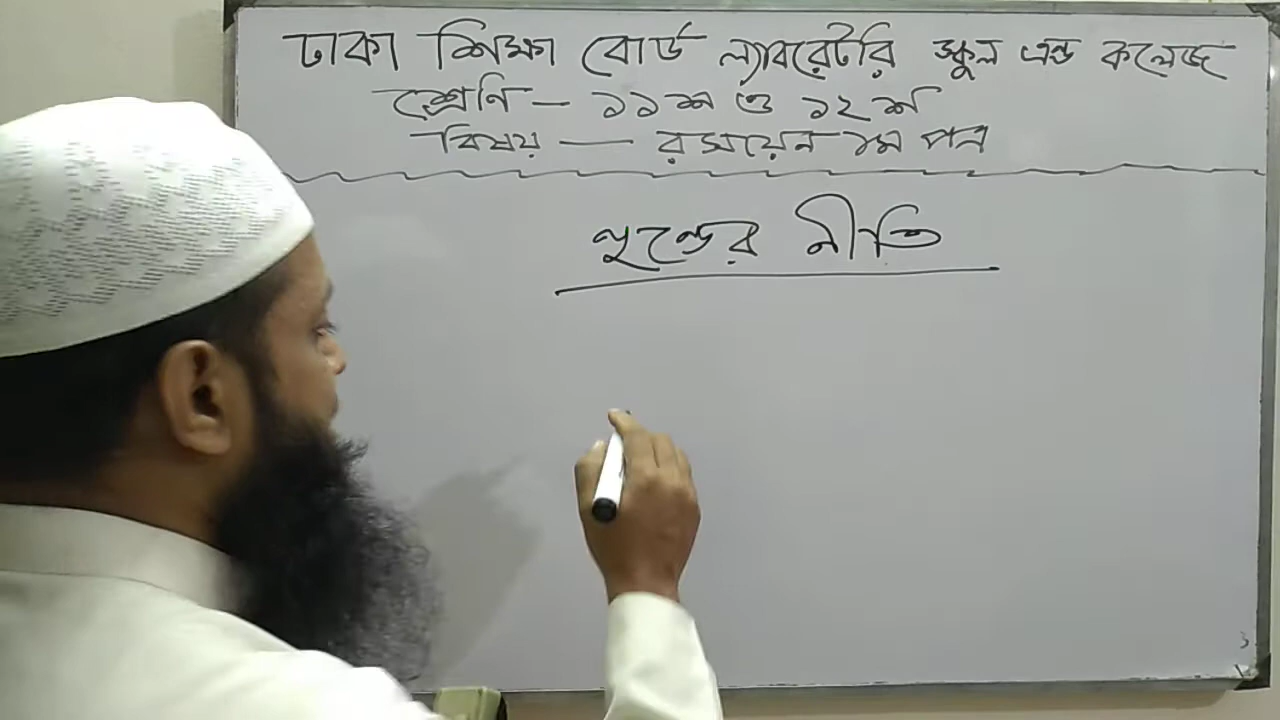 ঢাকা শিক্ষা বোর্ড ল্যাবরেটরি স্কুল এন্ড কলেজ
শ্রেণি — ১১শ ও ১২শ
বিষয় — রসায়ন ১ম পত্র
হুন্ডের নীতি